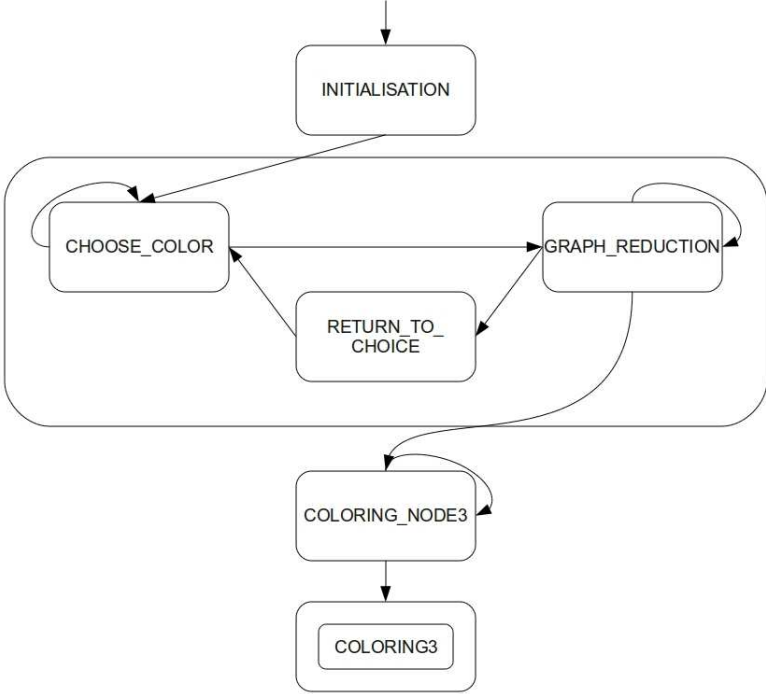 INITIALISATION
CHOOSE_COLOR
GRAPH_REDUCTION
RETURN_TO_
CHOICE
COLORING_NODE3
COLORING3